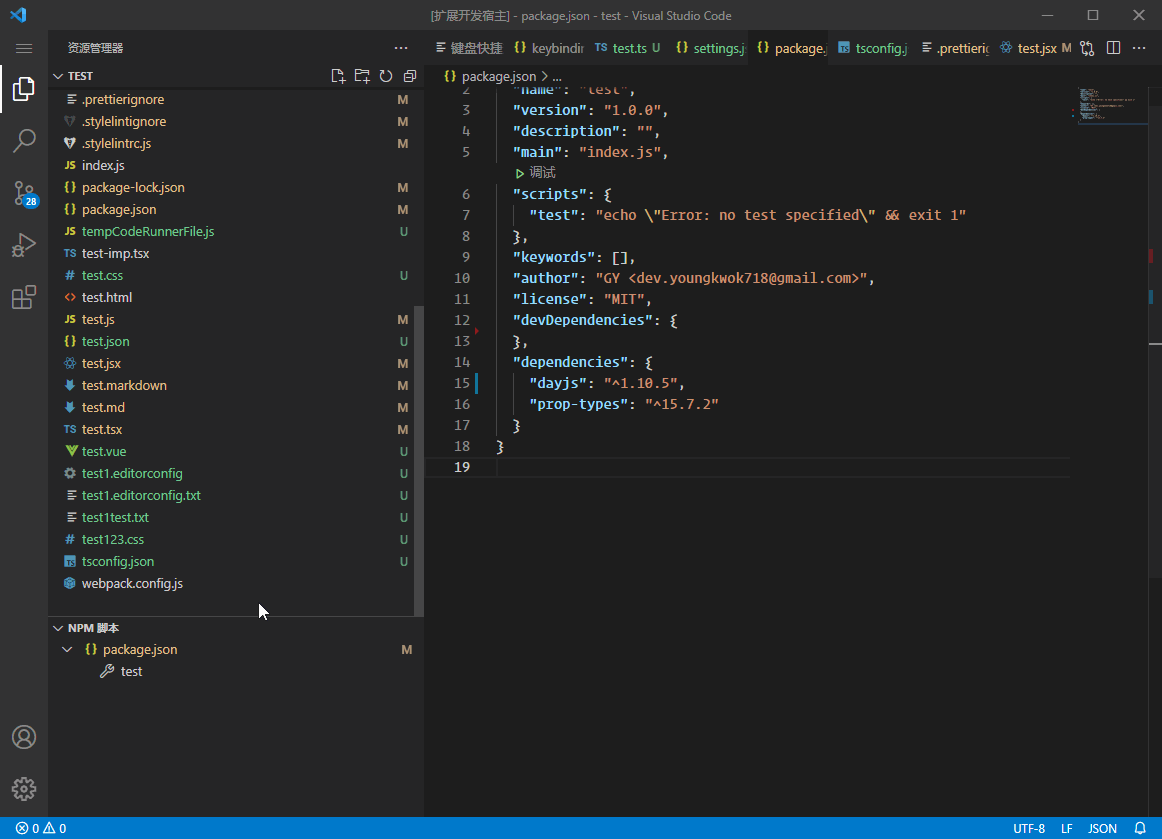 [扩展开发宿主] - package.json - test - Visual Studio Code
资源管理器
键盘快捷
keybindin
test.ts U
settings.j
package.j
tsconfig.j
.prettierig
test.jsx M
TEST
package.json > ...
.prettierignore M
.stylelintignore M
.stylelintrc.js M
JS index.js
{} package-lock.json M
{} package.json M
JS tempCodeRunnerFile.js U
TS test-imp.tsx
# test.css U
<> test.html
JS test.js M
{} test.json U
test.jsx M
test.markdown M
test.md M
TS test.tsx M
test.vue U
test1.editorconfig U
test1.editorconfig.txt U
test1test.txt U
# test123.css U
tsconfig.json U
webpack.config.js
NPM 脚本
{} package.json M
test
28
2 "name": "test",
3 "version": "1.0.0",
4 "description": "",
5 "main": "index.js",
调试
6 "scripts": {
7 "test": "echo \"Error: no test specified\" && exit 1"
8 },
9 "keywords": [],
10 "author": "GY <dev.youngkwok718@gmail.com>",
11 "license": "MIT",
12 "devDependencies": {
13 },
14 "dependencies": {
15 "dayjs": "^1.10.5",
16 "prop-types": "^15.7.2"
17 }
18 }
19
0 0
UTF-8 LF JSON